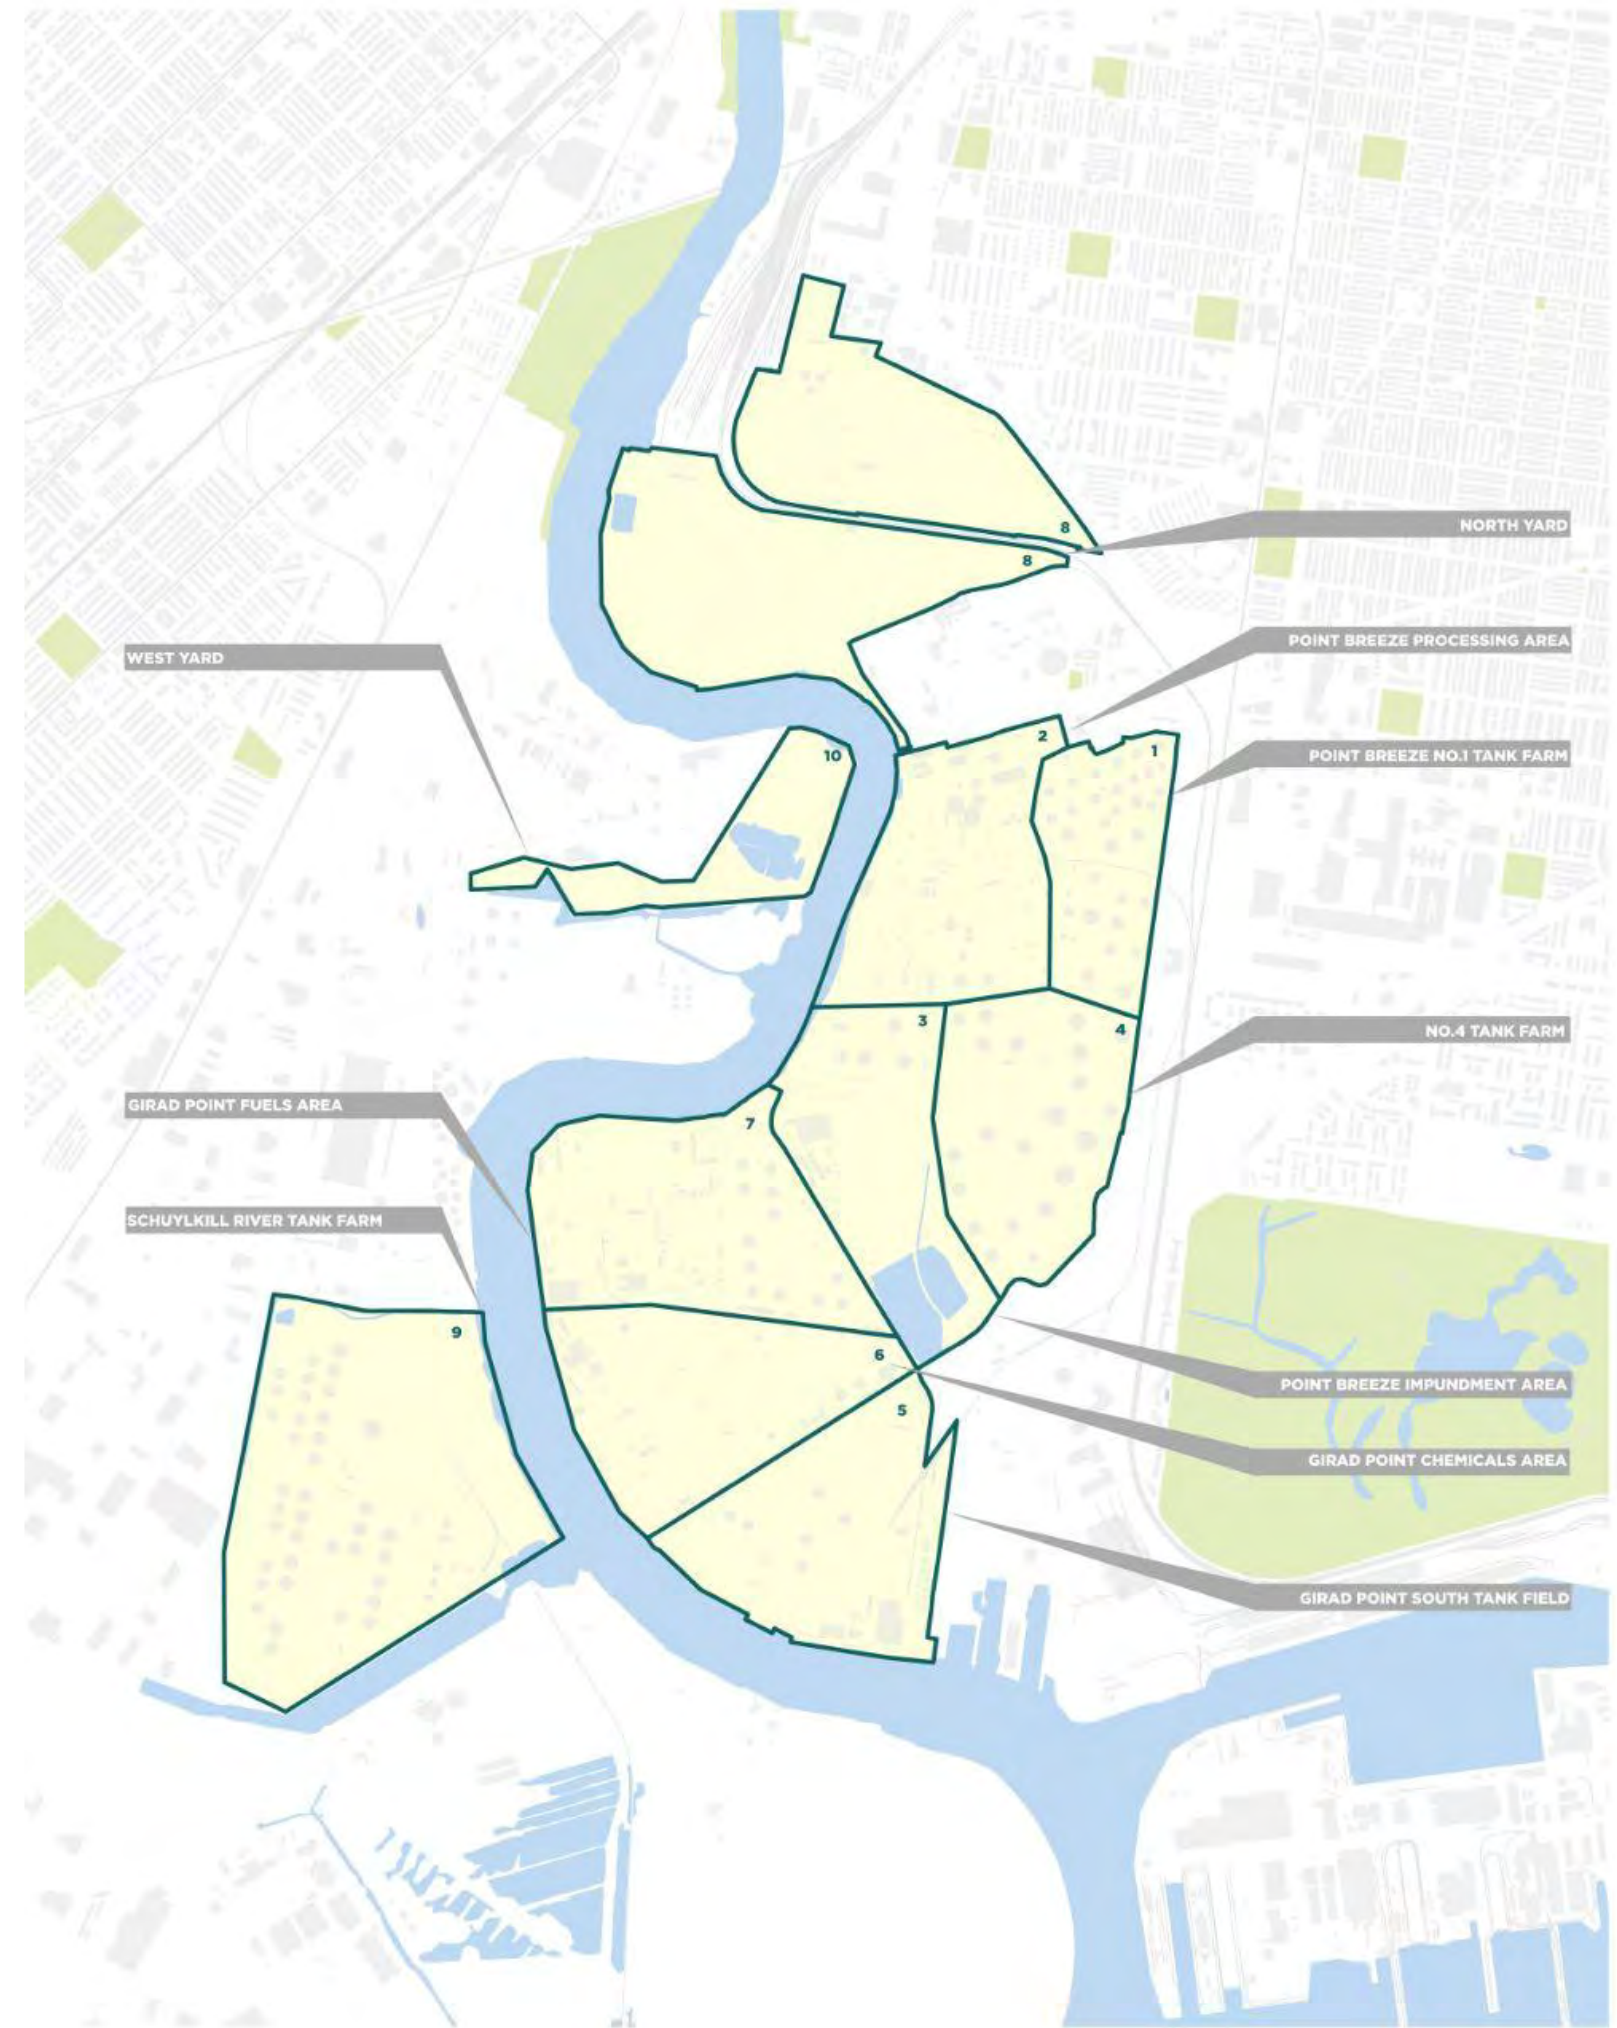 8
NORTH YARD
8
POINT BREEZE PROCESSING AREA
WEST YARD
2
1
10
POINT BREEZE NO.1 TANK FARM
3
4
NO.4 TANK FARM
GIRAD POINT FUELS AREA
7
SCHUYLKILL RIVER TANK FARM
9
6
POINT BREEZE IMPUNDMENT AREA
5
GIRAD POINT CHEMICALS AREA
GIRAD POINT SOUTH TANK FIELD